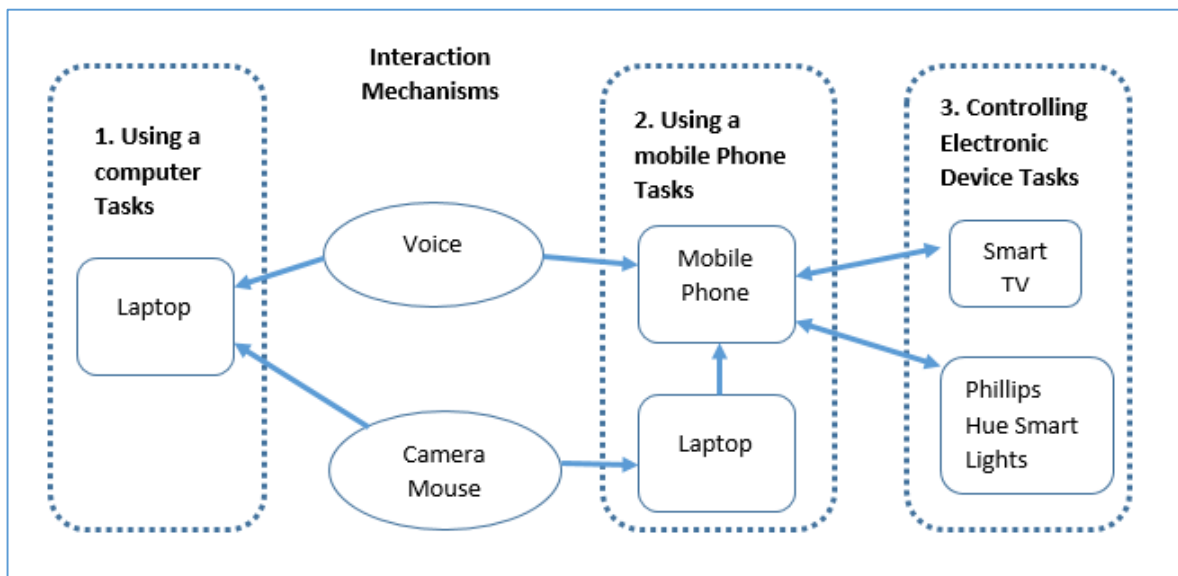 Interaction
Mechanisms
1. Using a
computer
Tasks
Laptop
Voice
Camera
Mouse
2. Using a
mobile Phone
Tasks
Mobile
Phone
Laptop
3. Controlling
Electronic
Device Tasks
Smart
TV
Phillips
Hue Smart
Lights